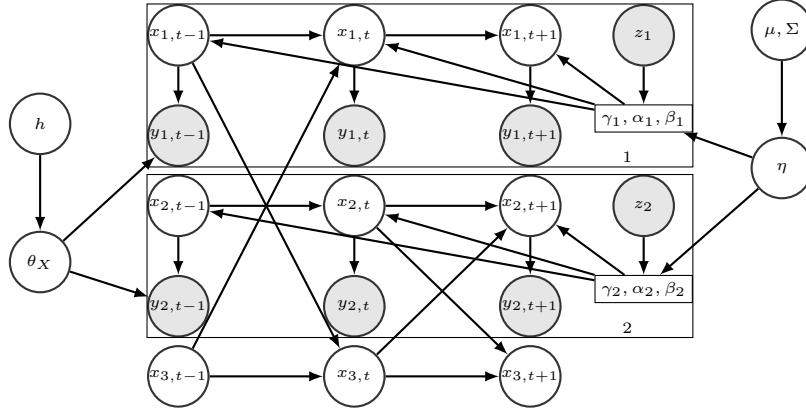 x_{1,t−1} x_{1,t} x_{1,t+1} z_1 μ, Σ
h y_{1,t−1} y_{1,t} y_{1,t+1} γ_1, α_1, β_1
1
η
x_{2,t−1} x_{2,t} x_{2,t+1} z_2
θ_X
y_{2,t−1} y_{2,t} y_{2,t+1} γ_2, α_2, β_2
2
x_{3,t−1} x_{3,t} x_{3,t+1}